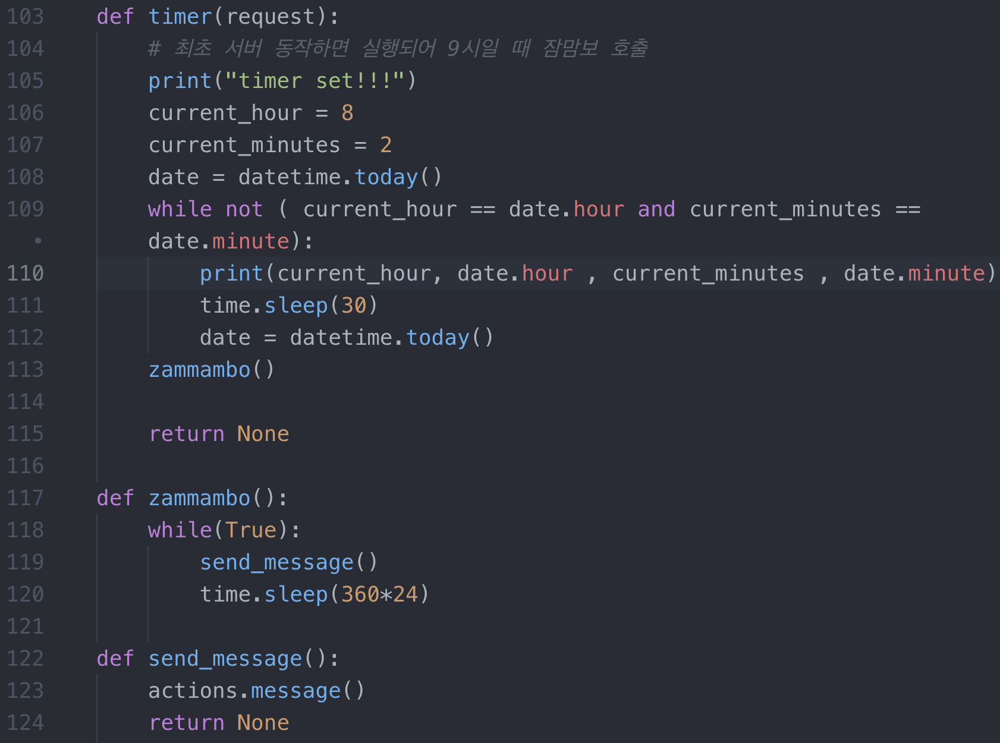 103 def timer(request):
104 # 최초 서버 동작하면 실행되어 9시일 때 잠맘보 호출
105 print("timer set!!!")
106 current_hour = 8
107 current_minutes = 2
108 date = datetime.today()
109 while not ( current_hour == date.hour and current_minutes ==
• date.minute):
110 print(current_hour, date.hour , current_minutes , date.minute)
111 time.sleep(30)
112 date = datetime.today()
113 zammambo()
114
115 return None
116
117 def zammambo():
118 while(True):
119 send_message()
120 time.sleep(360*24)
121
122 def send_message():
123 actions.message()
124 return None